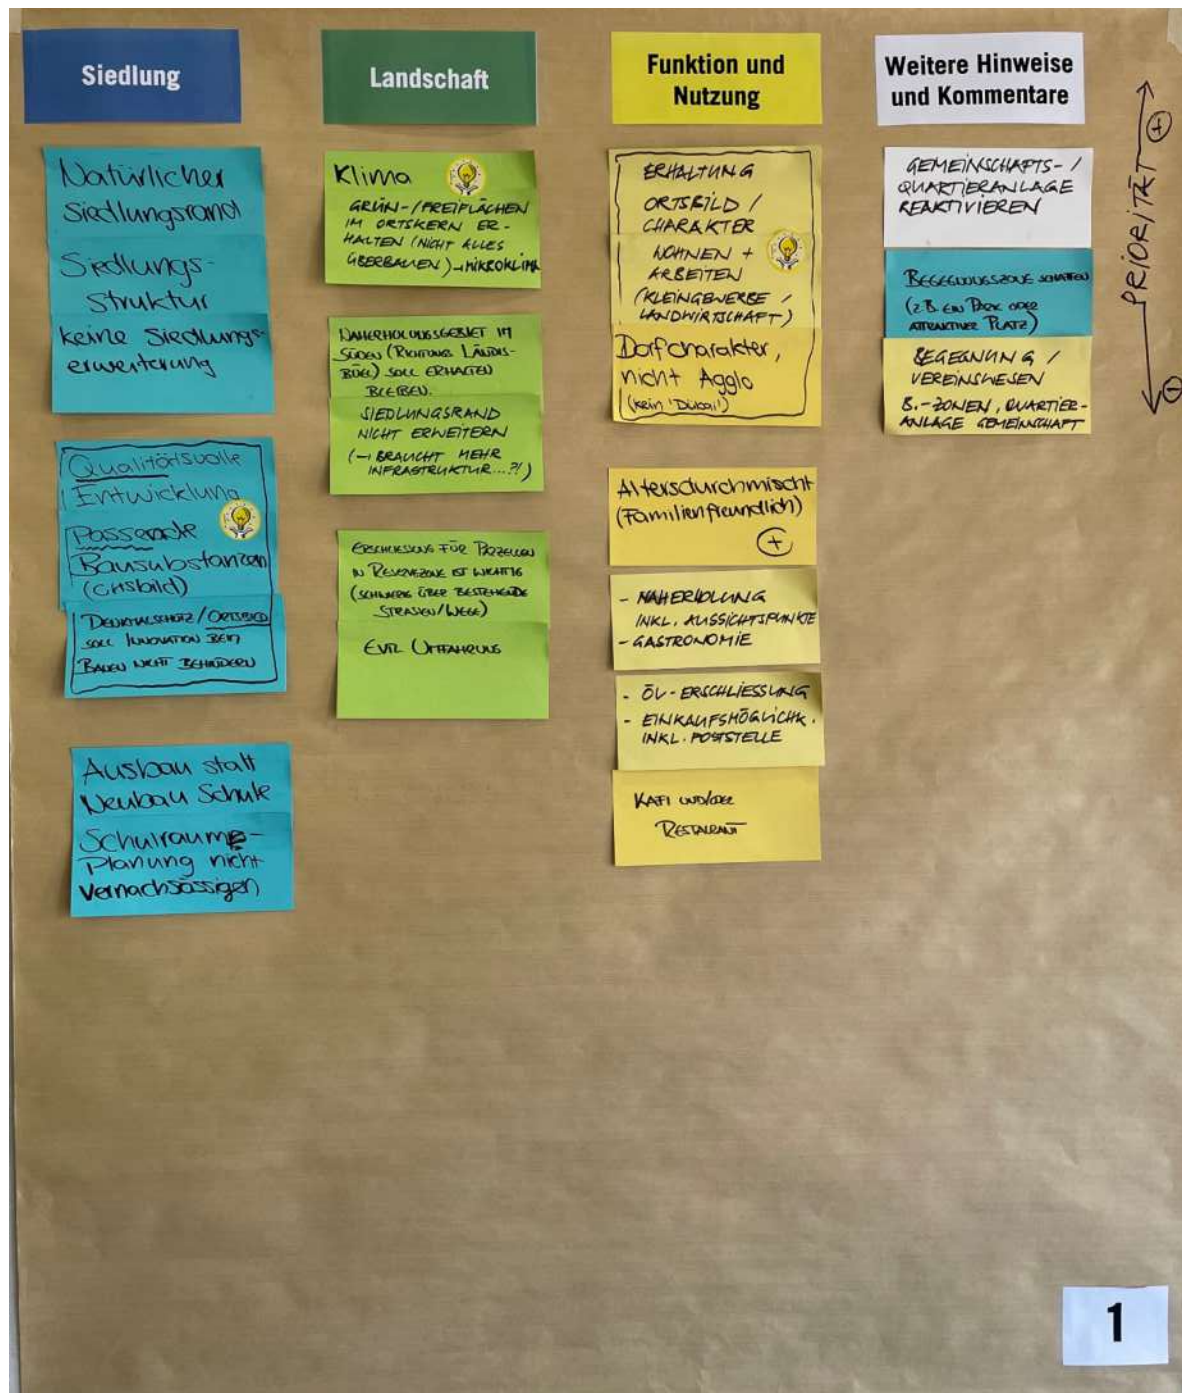 Siedlung
Natürlicher
Siedlungsrand
Siedlungs-
struktur
keine Siedlungs-
erweiterung
Qualitätsvolle
Entwicklung
Passende
Bausubstanzen
(Ortsbild)
DENKMALSCHUTZ/ORTSBILD
SOLL INNOVATION BEIM
BAUEN NICHT BEHINDERN
Ausbau statt
Neubau Schule
Schulraum-
Planung nicht
vernachlässigen
Landschaft
Klima
GRÜN-/FREIFLÄCHEN
IM ORTSKERN ER-
HALTEN (NICHT ALLES
ÜBERBAUEN) → MIKROKLIMA
NAHERHOLUNGSGEBIET IM
SÜDEN (RICHTUNG LÄNDIS-
BÜEL) SOLL ERHALTEN
BLEIBEN.
SIEDLUNGSRAND
NICHT ERWEITERN
(→ BRAUCHT MEHR
INFRASTRUKTUR...?!)
ERSCHLIESSUNG FÜR PARZELLEN
IN RESERVEZONE IST WICHTIG
(SCHWIERIG ÜBER BESTEHENDE
STRASSEN/WEGE)
EVTL UMFAHRUNG
Funktion und
Nutzung
ERHALTUNG
ORTSBILD /
CHARAKTER
WOHNEN +
ARBEITEN
(KLEINGEWERBE /
LANDWIRTSCHAFT)
Dorfcharakter,
nicht Agglo
(kein 'Dubai')
Altersdurchmischt
(Familienfreundlich)
+
- NAHERHOLUNG
INKL. AUSSICHTSPUNKTE
- GASTRONOMIE
- ÖV-ERSCHLIESSUNG
- EINKAUFSMÖGLICHK.
INKL. POSTSTELLE
KAFI UND/ODER
RESTAURANT
Weitere Hinweise
und Kommentare
GEMEINSCHAFTS- /
QUARTIERANLAGE
REAKTIVIEREN
BEGEGNUNGSZONE SCHAFFEN
(Z.B. EIN PARK ODER
ATTRAKTIVER PLATZ)
BEGEGNUNG /
VEREINSWESEN
B.-ZONEN, QUARTIER-
ANLAGE GEMEINSCHAFT
PRIORITÄT
+
-
1